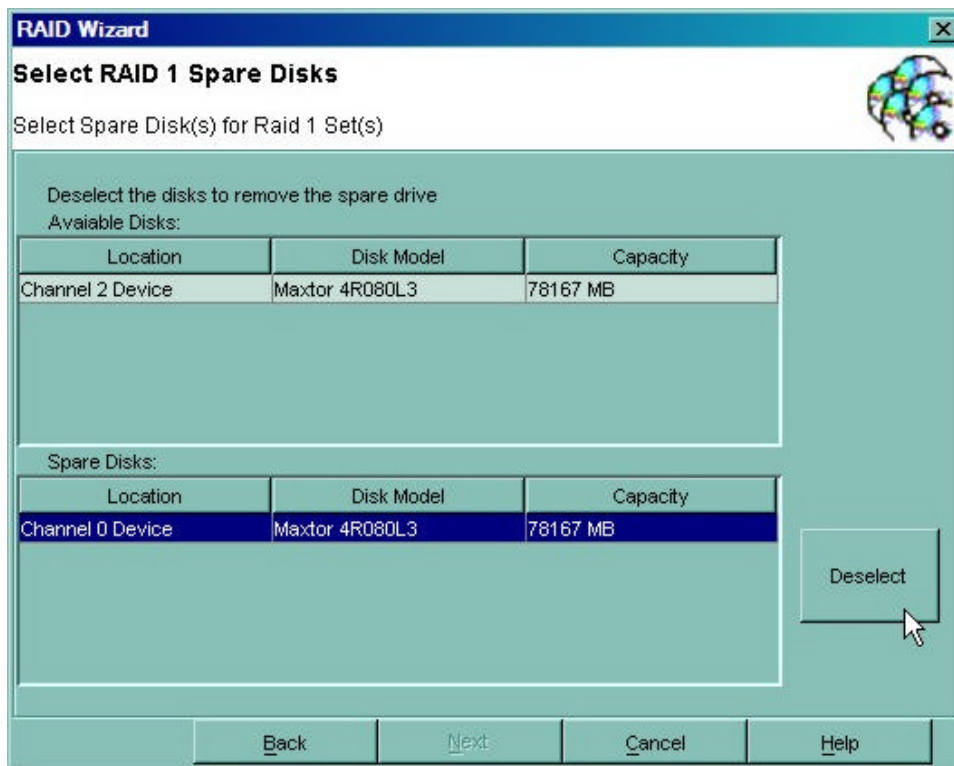 RAID Wizard
Select RAID 1 Spare Disks
Select Spare Disk(s) for Raid 1 Set(s)
Deselect the disks to remove the spare drive
Avaiable Disks:
Location Disk Model Capacity
Channel 2 Device Maxtor 4R080L3 78167 MB
Spare Disks:
Location Disk Model Capacity
Channel 0 Device Maxtor 4R080L3 78167 MB
Deselect
Back Next Cancel Help